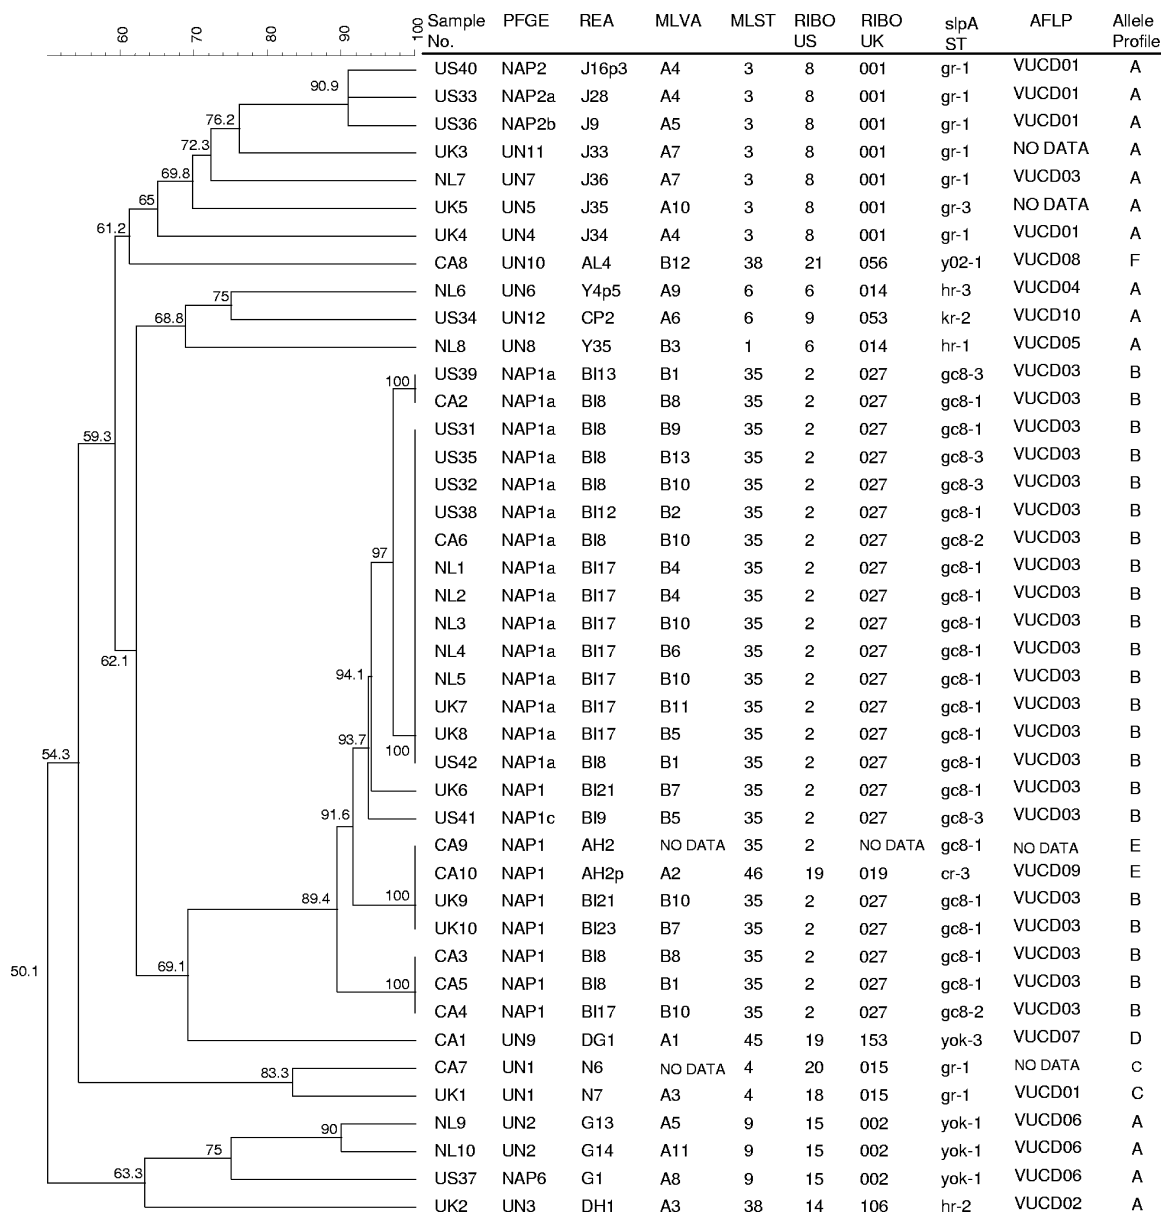 60 70 80 90 100
Sample PFGE REA MLVA MLST RIBO RIBO slpA AFLP Allele
No. US UK ST Profile
US40 NAP2 J16p3 A4 3 8 001 gr-1 VUCD01 A
90.9 US33 NAP2a J28 A4 3 8 001 gr-1 VUCD01 A
76.2 US36 NAP2b J9 A5 3 8 001 gr-1 VUCD01 A
72.3 UK3 UN11 J33 A7 3 8 001 gr-1 NO DATA A
69.8 NL7 UN7 J36 A7 3 8 001 gr-1 VUCD03 A
65 UK5 UN5 J35 A10 3 8 001 gr-3 NO DATA A
61.2 UK4 UN4 J34 A4 3 8 001 gr-1 VUCD01 A
CA8 UN10 AL4 B12 38 21 056 y02-1 VUCD08 F
75 NL6 UN6 Y4p5 A9 6 6 014 hr-3 VUCD04 A
68.8 US34 UN12 CP2 A6 6 9 053 kr-2 VUCD10 A
NL8 UN8 Y35 B3 1 6 014 hr-1 VUCD05 A
100 US39 NAP1a BI13 B1 35 2 027 gc8-3 VUCD03 B
CA2 NAP1a BI8 B8 35 2 027 gc8-1 VUCD03 B
59.3 US31 NAP1a BI8 B9 35 2 027 gc8-1 VUCD03 B
US35 NAP1a BI8 B13 35 2 027 gc8-3 VUCD03 B
US32 NAP1a BI8 B10 35 2 027 gc8-3 VUCD03 B
US38 NAP1a BI12 B2 35 2 027 gc8-1 VUCD03 B
97 CA6 NAP1a BI8 B10 35 2 027 gc8-2 VUCD03 B
NL1 NAP1a BI17 B4 35 2 027 gc8-1 VUCD03 B
NL2 NAP1a BI17 B4 35 2 027 gc8-1 VUCD03 B
NL3 NAP1a BI17 B10 35 2 027 gc8-1 VUCD03 B
62.1 NL4 NAP1a BI17 B6 35 2 027 gc8-1 VUCD03 B
94.1 NL5 NAP1a BI17 B10 35 2 027 gc8-1 VUCD03 B
UK7 NAP1a BI17 B11 35 2 027 gc8-1 VUCD03 B
93.7 UK8 NAP1a BI17 B5 35 2 027 gc8-1 VUCD03 B
54.3 100 US42 NAP1a BI8 B1 35 2 027 gc8-1 VUCD03 B
UK6 NAP1 BI21 B7 35 2 027 gc8-1 VUCD03 B
91.6 US41 NAP1c BI9 B5 35 2 027 gc8-3 VUCD03 B
CA9 NAP1 AH2 NO DATA 35 2 NO DATA gc8-1 NO DATA E
CA10 NAP1 AH2p A2 46 19 019 cr-3 VUCD09 E
89.4 100 UK9 NAP1 BI21 B10 35 2 027 gc8-1 VUCD03 B
UK10 NAP1 BI23 B7 35 2 027 gc8-1 VUCD03 B
50.1 69.1 CA3 NAP1 BI8 B8 35 2 027 gc8-1 VUCD03 B
100 CA5 NAP1 BI8 B1 35 2 027 gc8-1 VUCD03 B
CA4 NAP1 BI17 B10 35 2 027 gc8-2 VUCD03 B
CA1 UN9 DG1 A1 45 19 153 yok-3 VUCD07 D
83.3 CA7 UN1 N6 NO DATA 4 20 015 gr-1 NO DATA C
UK1 UN1 N7 A3 4 18 015 gr-1 VUCD01 C
90 NL9 UN2 G13 A5 9 15 002 yok-1 VUCD06 A
75 NL10 UN2 G14 A11 9 15 002 yok-1 VUCD06 A
63.3 US37 NAP6 G1 A8 9 15 002 yok-1 VUCD06 A
UK2 UN3 DH1 A3 38 14 106 hr-2 VUCD02 A